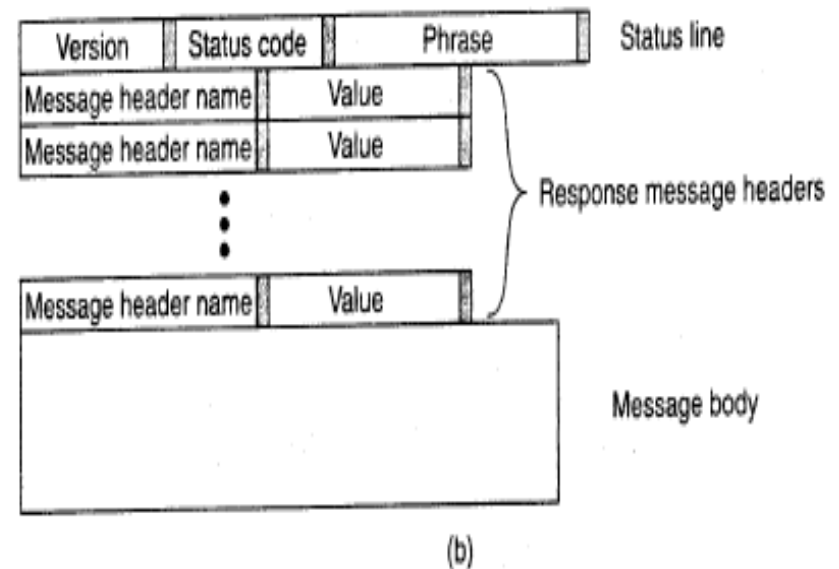 Version Status code Phrase Status line
Message header name Value
Message header name Value
Response message headers
Message header name Value
Message body
(b)